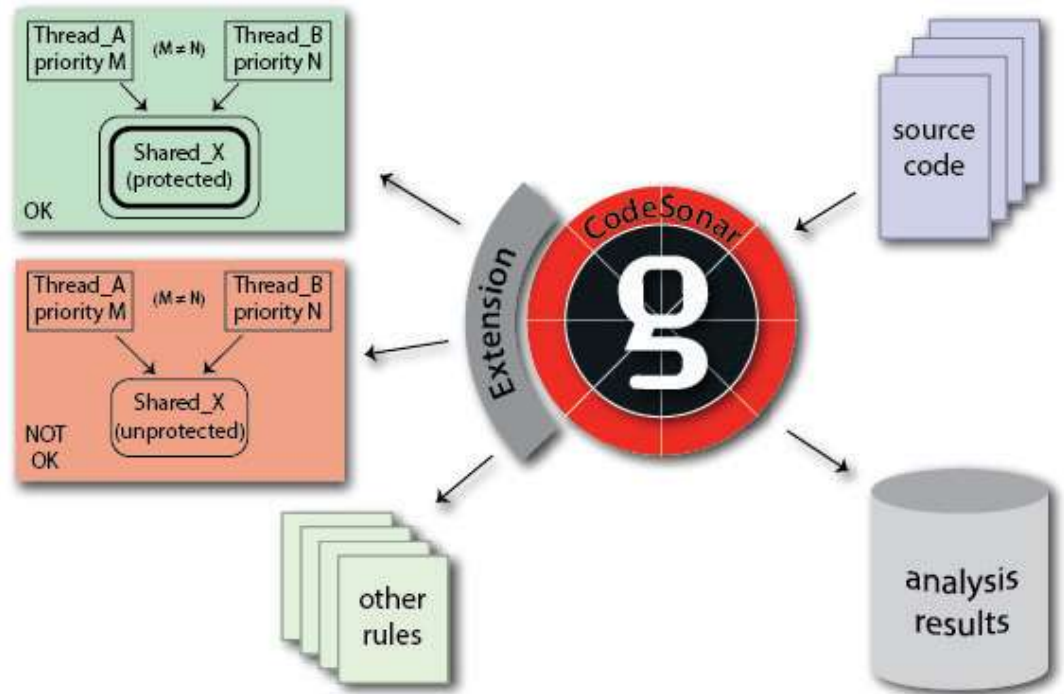 Thread_A
priority M
(M ≠ N)
Thread_B
priority N
Shared_X
(protected)
OK
Thread_A
priority M
(M ≠ N)
Thread_B
priority N
Shared_X
(unprotected)
NOT
OK
Extension
CodeSonar
g
source
code
other
rules
analysis
results